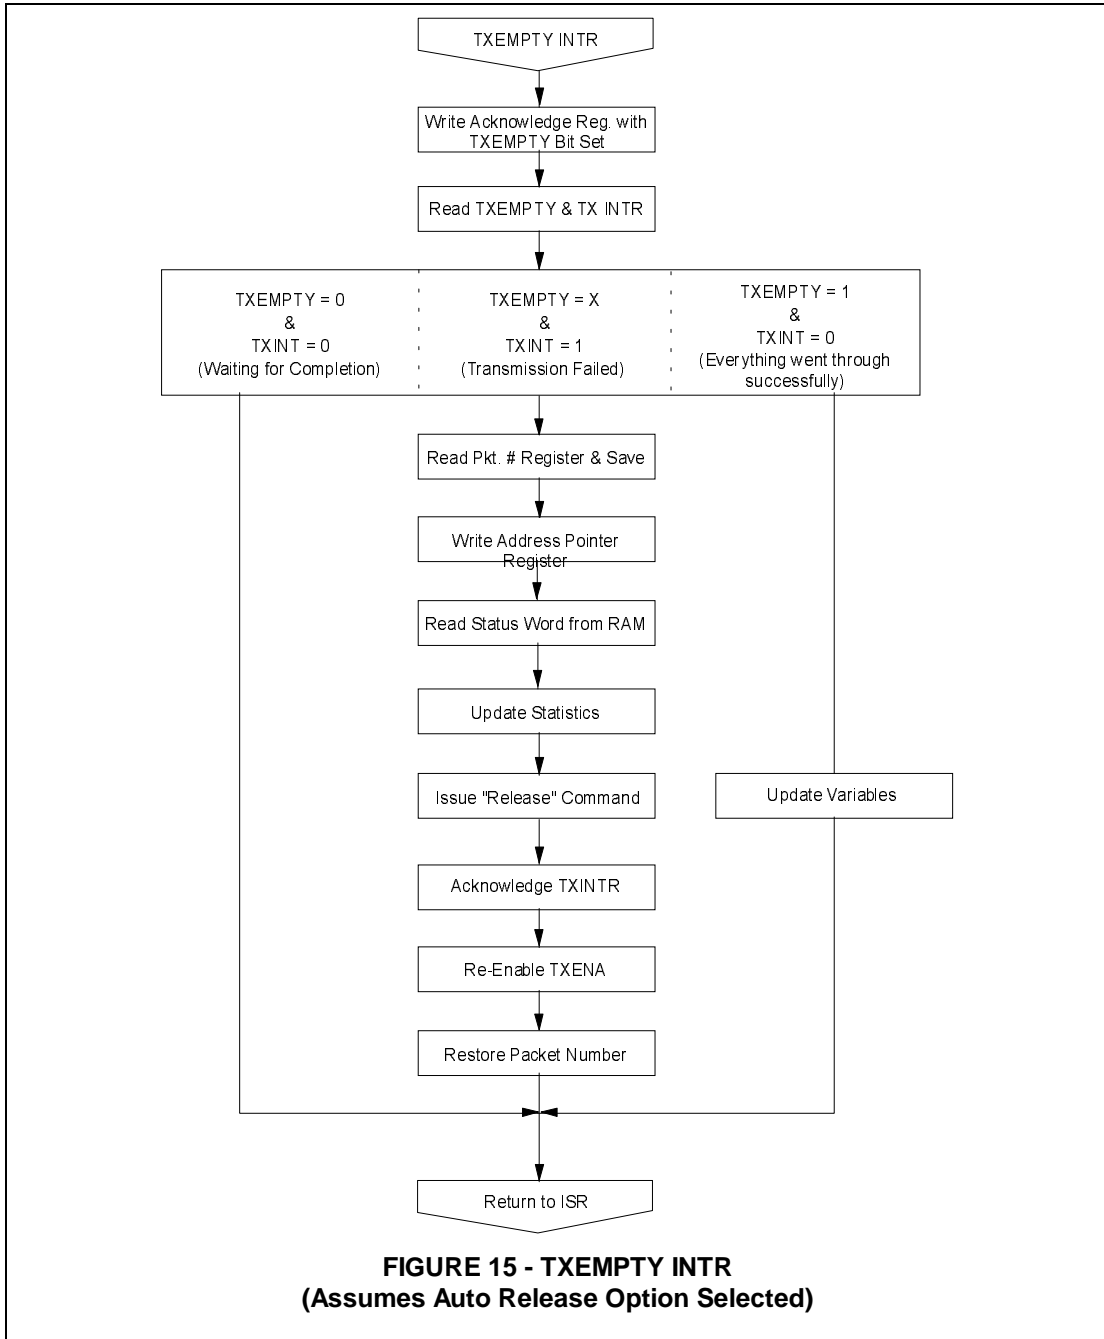 TXEMPTY INTR
Write Acknowledge Reg. with
TXEMPTY Bit Set
Read TXEMPTY & TX INTR
TXEMPTY = 0
&
TXINT = 0
(Waiting for Completion)
TXEMPTY = X
&
TXINT = 1
(Transmission Failed)
TXEMPTY = 1
&
TXINT = 0
(Everything went through
successfully)
Read Pkt. # Register & Save
Write Address Pointer
Register
Read Status Word from RAM
Update Statistics
Issue "Release" Command
Update Variables
Acknowledge TXINTR
Re-Enable TXENA
Restore Packet Number
Return to ISR
FIGURE 15 - TXEMPTY INTR
(Assumes Auto Release Option Selected)